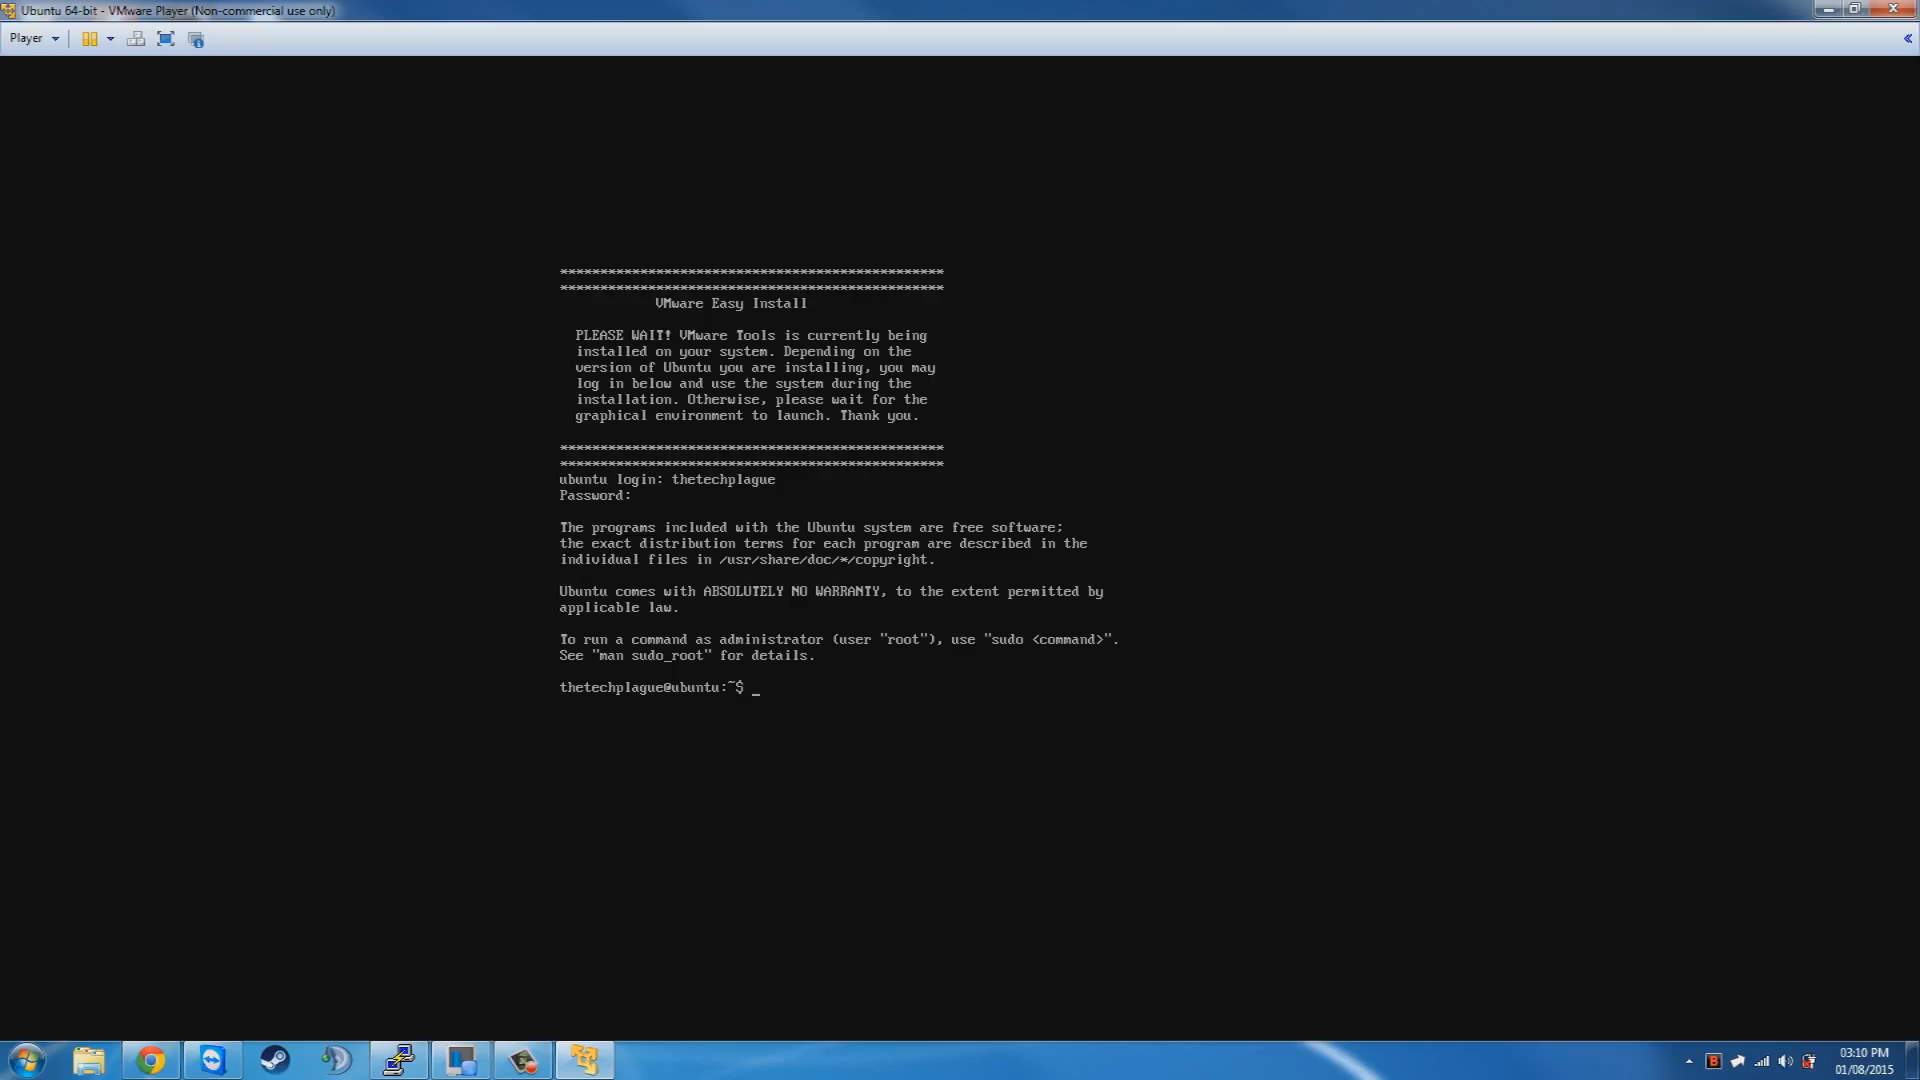 Ubuntu 64-bit - VMware Player (Non-commercial use only)
Player
************************************************
************************************************
VMware Easy Install
PLEASE WAIT! VMware Tools is currently being
installed on your system. Depending on the
version of Ubuntu you are installing, you may
log in below and use the system during the
installation. Otherwise, please wait for the
graphical environment to launch. Thank you.
************************************************
************************************************
ubuntu login: thetechplague
Password:
The programs included with the Ubuntu system are free software;
the exact distribution terms for each program are described in the
individual files in /usr/share/doc/*/copyright.
Ubuntu comes with ABSOLUTELY NO WARRANTY, to the extent permitted by
applicable law.
To run a command as administrator (user "root"), use "sudo <command>".
See "man sudo_root" for details.
thetechplague@ubuntu:~$ _
B
03:10 PM
01/08/2015